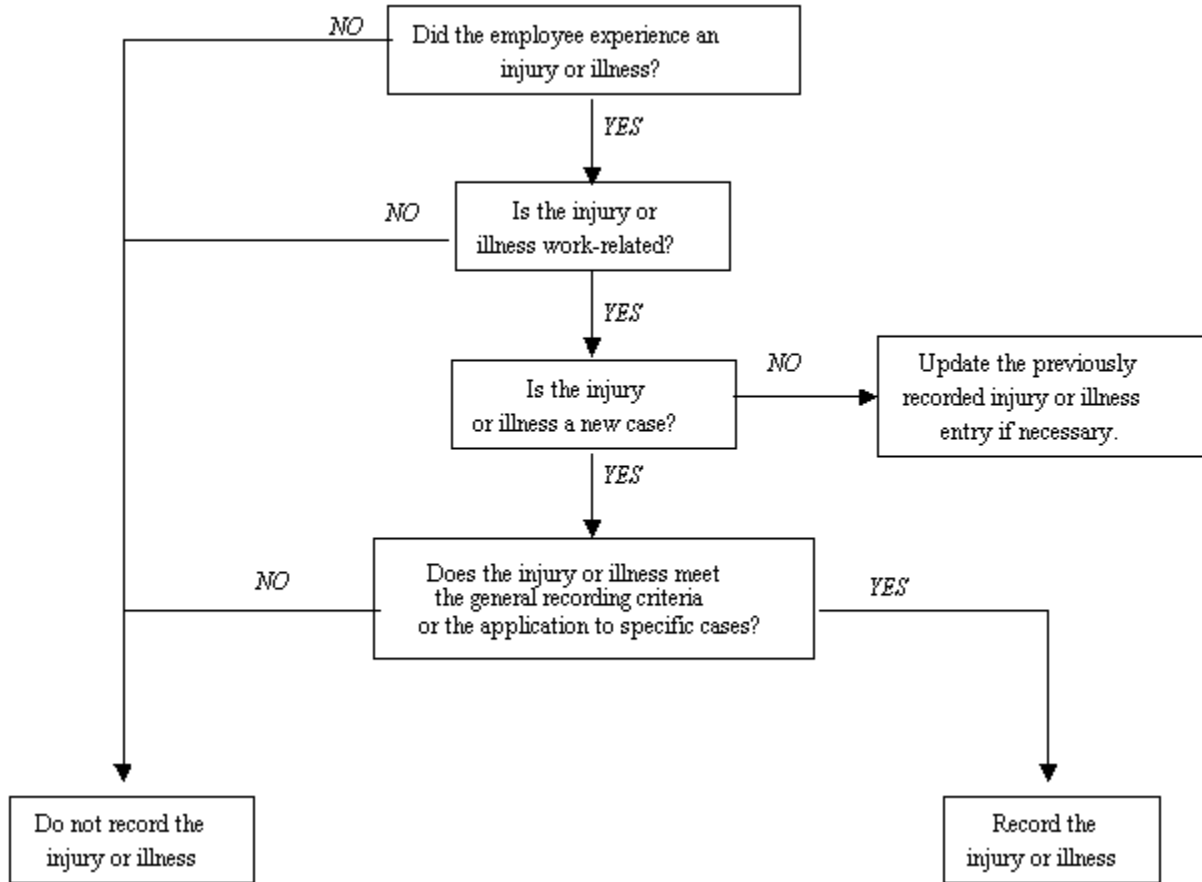 NO
Did the employee experience an
injury or illness?
YES
NO
Is the injury or
illness work-related?
YES
Is the injury
or illness a new case?
NO
Update the previously
recorded injury or illness
entry if necessary.
YES
NO
Does the injury or illness meet
the general recording criteria
or the application to specific cases?
YES
Do not record the
injury or illness
Record the
injury or illness